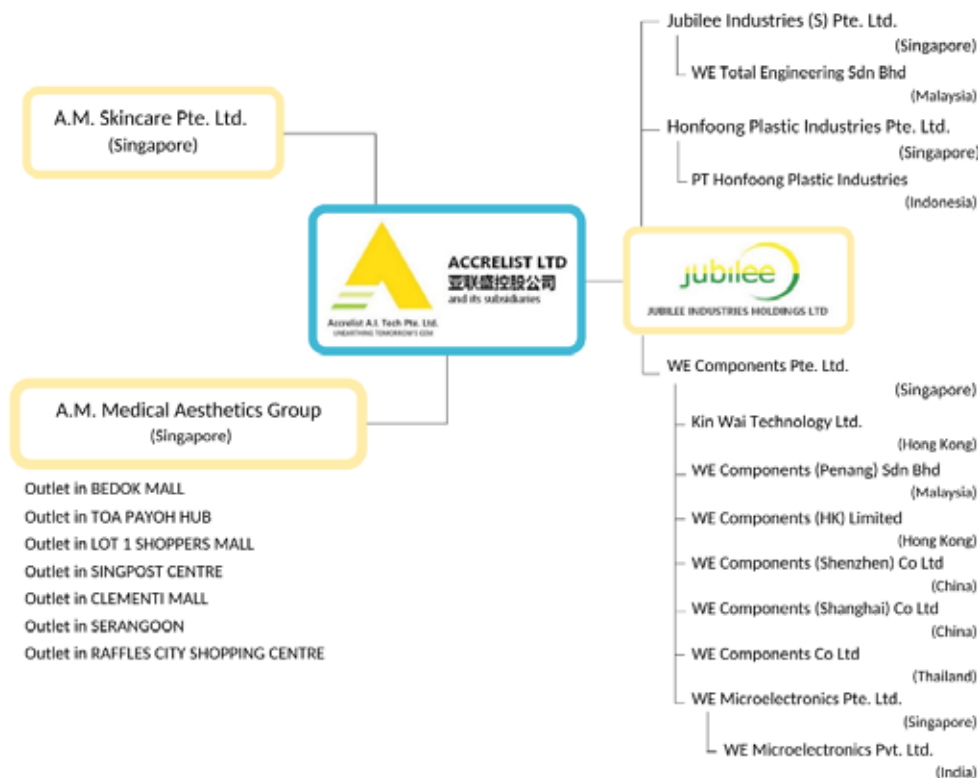 A.M. Skincare Pte. Ltd.
(Singapore)
Accrelist A.I. Tech Pte. Ltd.
UNEARTHING TOMORROW'S GEM
ACCRELIST LTD
亚联盛控股公司
and its subsidiaries
A.M. Medical Aesthetics Group
(Singapore)
Outlet in BEDOK MALL
Outlet in TOA PAYOH HUB
Outlet in LOT 1 SHOPPERS MALL
Outlet in SINGPOST CENTRE
Outlet in CLEMENTI MALL
Outlet in SERANGOON
Outlet in RAFFLES CITY SHOPPING CENTRE
Jubilee Industries (S) Pte. Ltd.
(Singapore)
WE Total Engineering Sdn Bhd
(Malaysia)
Honfoong Plastic Industries Pte. Ltd.
(Singapore)
PT Honfoong Plastic Industries
(Indonesia)
jubilee
JUBILEE INDUSTRIES HOLDINGS LTD
WE Components Pte. Ltd.
(Singapore)
Kin Wai Technology Ltd.
(Hong Kong)
WE Components (Penang) Sdn Bhd
(Malaysia)
WE Components (HK) Limited
(Hong Kong)
WE Components (Shenzhen) Co Ltd
(China)
WE Components (Shanghai) Co Ltd
(China)
WE Components Co Ltd
(Thailand)
WE Microelectronics Pte. Ltd.
(Singapore)
WE Microelectronics Pvt. Ltd.
(India)